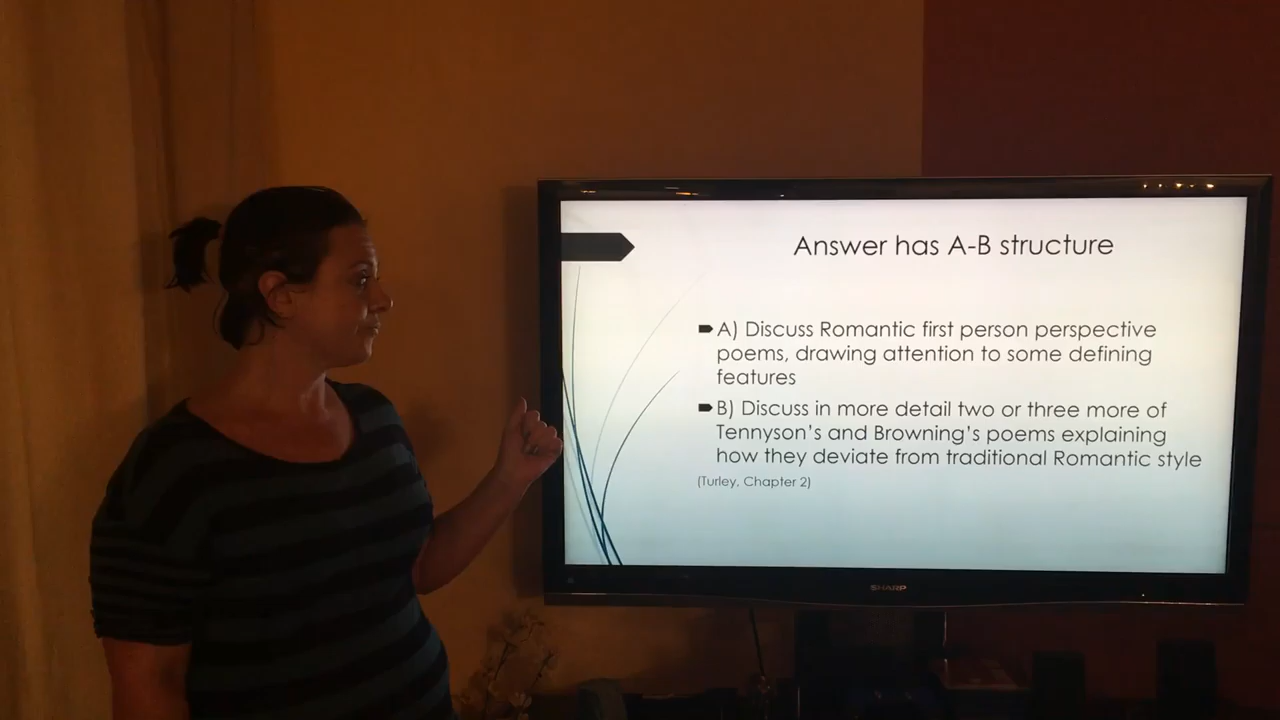 Answer has A-B structure
A) Discuss Romantic first person perspective
poems, drawing attention to some defining
features
B) Discuss in more detail two or three more of
Tennyson's and Browning's poems explaining
how they deviate from traditional Romantic style
(Turley, Chapter 2)
SHARP